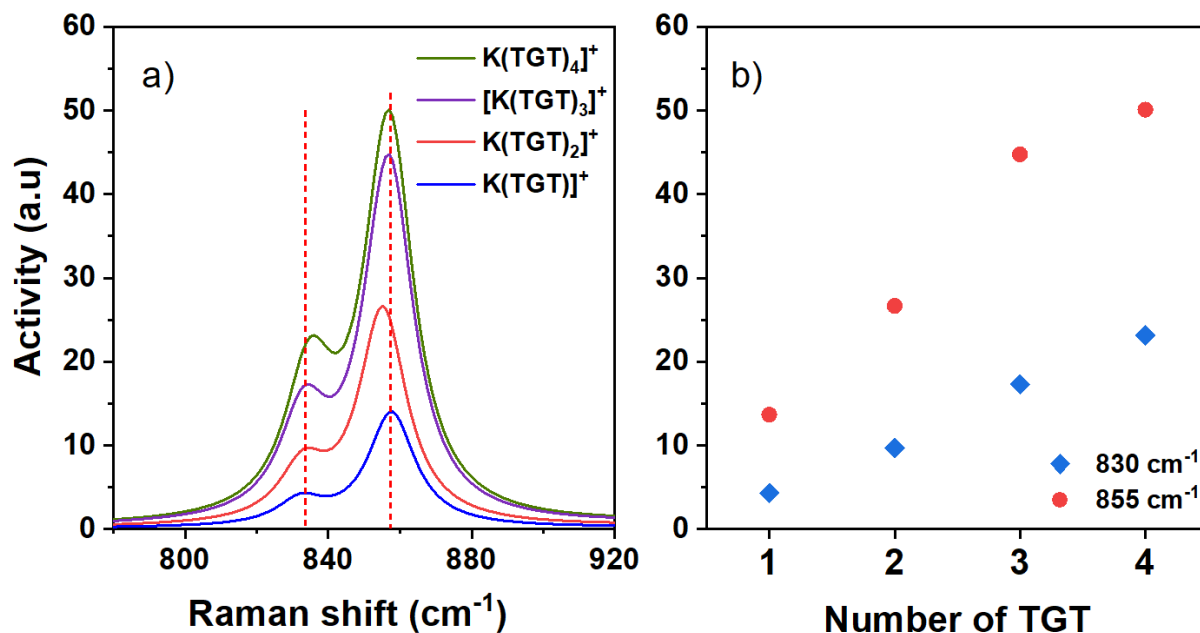 a)
K(TGT)₄]⁺
[K(TGT)₃]⁺
K(TGT)₂]⁺
K(TGT)]⁺
60
50
40
30
20
10
0
Activity (a.u)
800 840 880 920
Raman shift (cm⁻¹)
b)
60
50
40
30
20
10
0
830 cm⁻¹
855 cm⁻¹
1 2 3 4
Number of TGT